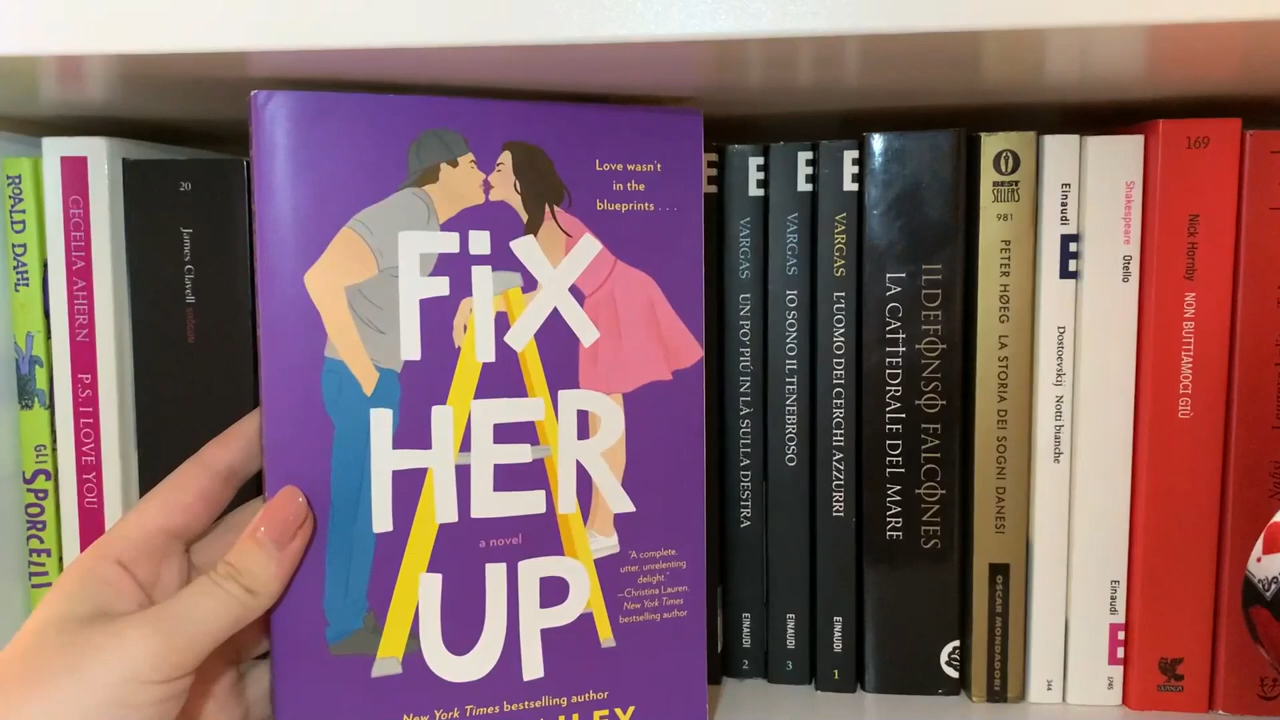 ROALD DAHL
GLI SPORCELLI
CECELIA AHERN P.S. I LOVE YOU
20
James Clavell SHŌGUN
Love wasn't
in the
blueprints . . .
FiX
HER
UP
a novel
"A complete,
utter, unrelenting
delight."
—Christina Lauren,
New York Times
bestselling author
New York Times bestselling author
E
VARGAS UN PO' PIÚ IN LÀ SULLA DESTRA
EINAUDI
2
E
VARGAS IO SONO IL TENEBROSO
EINAUDI
3
E
VARGAS L'UOMO DEI CERCHI AZZURRI
EINAUDI
1
ILDEFONSO FALCONES
LA CATTEDRALE DEL MARE
BEST
SELLERS
981
PETER HØEG LA STORIA DEI SOGNI DANESI
OSCAR MONDADORI
Einaudi
E
Dostoevskij Notti bianche
344
Shakespeare Otello
Einaudi
E
1745
169
Nick Hornby NON BUTTIAMOCI GIÙ
GUANDA